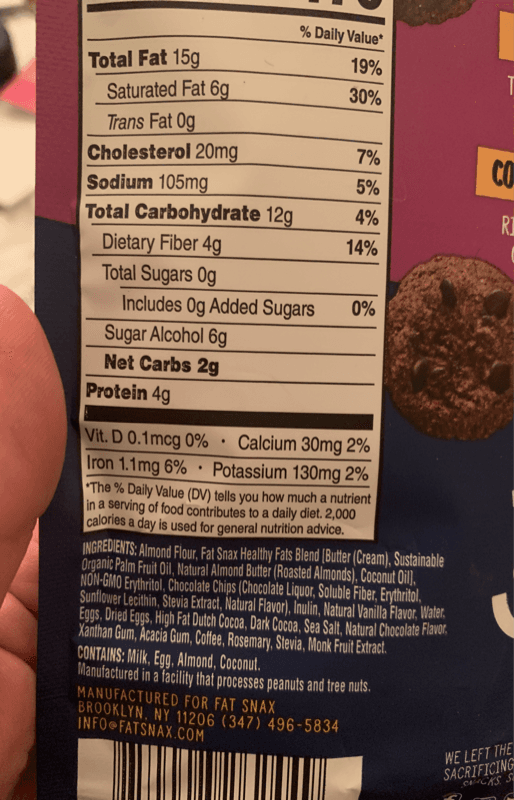 % Daily Value*
Total Fat 15g 19%
Saturated Fat 6g 30%
Trans Fat 0g
Cholesterol 20mg 7%
Sodium 105mg 5%
Total Carbohydrate 12g 4%
Dietary Fiber 4g 14%
Total Sugars 0g
Includes 0g Added Sugars 0%
Sugar Alcohol 6g
Net Carbs 2g
Protein 4g
Vit. D 0.1mcg 0% • Calcium 30mg 2%
Iron 1.1mg 6% • Potassium 130mg 2%
*The % Daily Value (DV) tells you how much a nutrient
in a serving of food contributes to a daily diet. 2,000
calories a day is used for general nutrition advice.
INGREDIENTS: Almond Flour, Fat Snax Healthy Fats Blend [Butter (Cream), Sustainable
Organic Palm Fruit Oil, Natural Almond Butter (Roasted Almonds), Coconut Oil],
NON-GMO Erythritol, Chocolate Chips (Chocolate Liquor, Soluble Fiber, Erythritol,
Sunflower Lecithin, Stevia Extract, Natural Flavor), Inulin, Natural Vanilla Flavor, Water,
Eggs, Dried Eggs, High Fat Dutch Cocoa, Dark Cocoa, Sea Salt, Natural Chocolate Flavor,
Xanthan Gum, Acacia Gum, Coffee, Rosemary, Stevia, Monk Fruit Extract.
CONTAINS: Milk, Egg, Almond, Coconut.
Manufactured in a facility that processes peanuts and tree nuts.
MANUFACTURED FOR FAT SNAX
BROOKLYN, NY 11206 (347) 496-5834
INFO@FATSNAX.COM
CO
WE LEFT THE
SACRIFICING